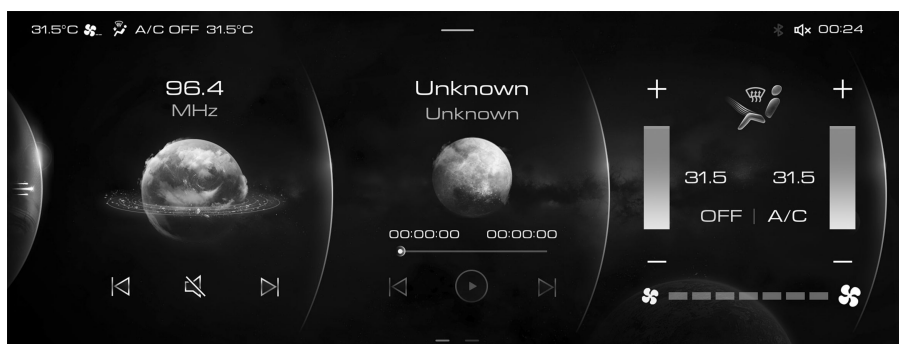 31.5°C A/C OFF 31.5°C
00:24
96.4
MHz
Unknown
Unknown
00:00:00 00:00:00
31.5 31.5
OFF | A/C